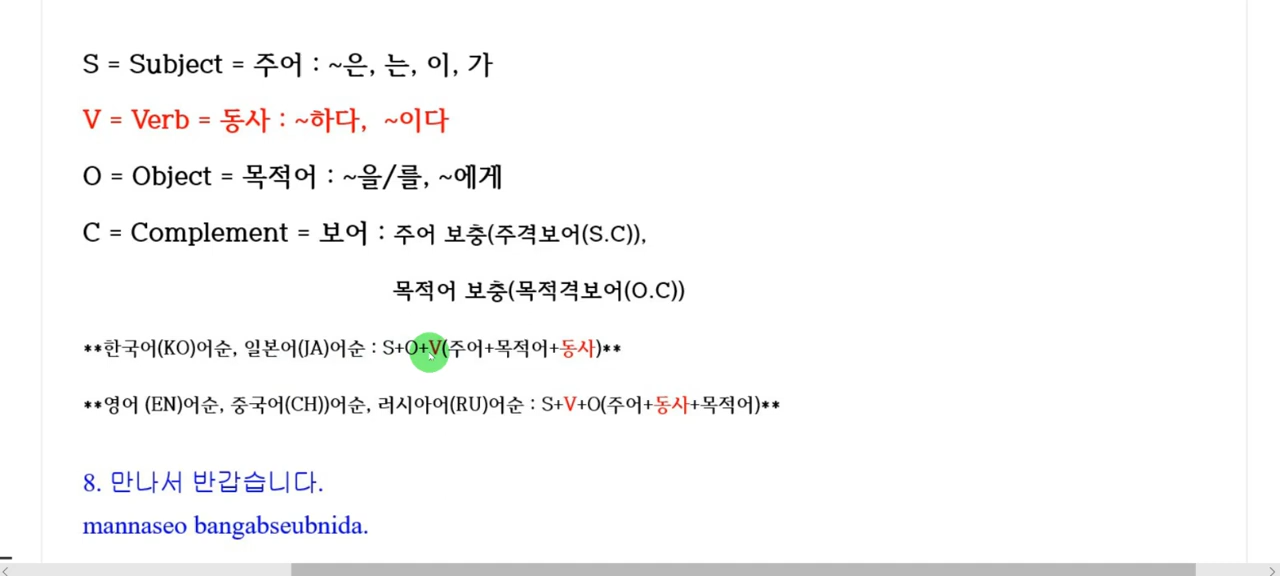 S = Subject = 주어 : ~은, 는, 이, 가
V = Verb = 동사 : ~하다, ~이다
O = Object = 목적어 : ~을/를, ~에게
C = Complement = 보어 : 주어 보충(주격보어(S.C)),
목적어 보충(목적격보어(O.C))
**한국어(KO)어순, 일본어(JA)어순 : S+O+V(주어+목적어+동사)**
**영어 (EN)어순, 중국어(CH))어순, 러시아어(RU)어순 : S+V+O(주어+동사+목적어)**
8. 만나서 반갑습니다.
mannaseo bangabseubnida.